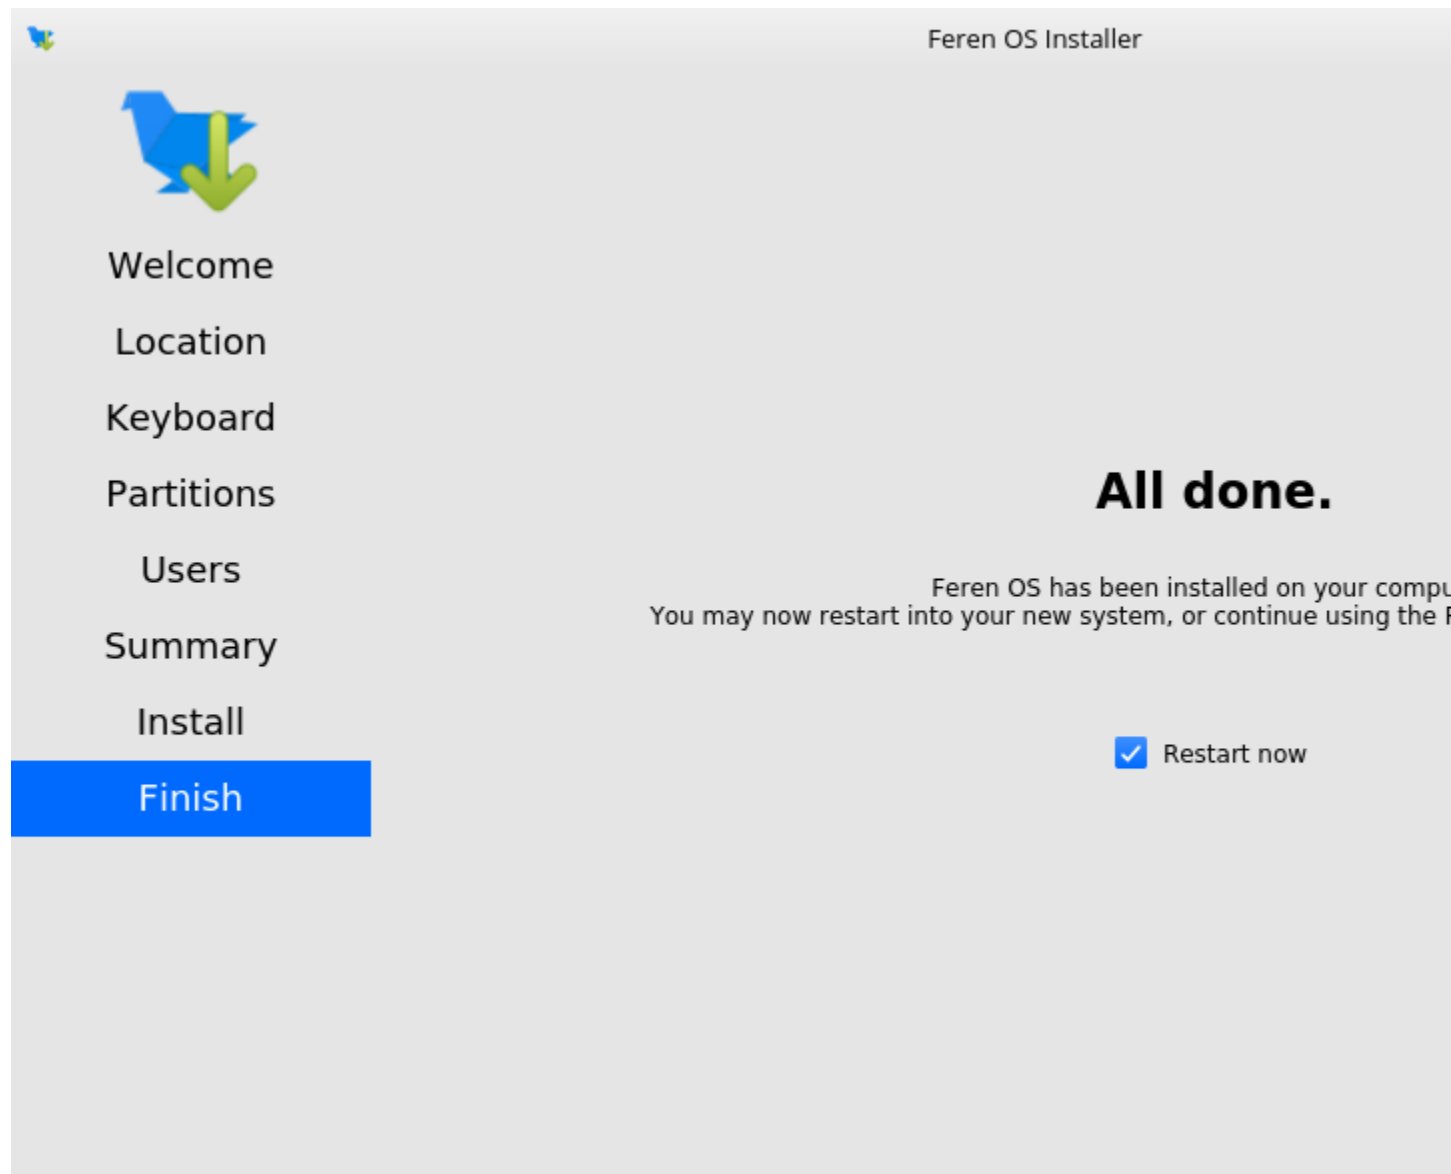 Feren OS Installer
Welcome
Location
Keyboard
Partitions
Users
Summary
Install
Finish
All done.
Feren OS has been installed on your
You may now restart into your new system, or continue using the
Restart now